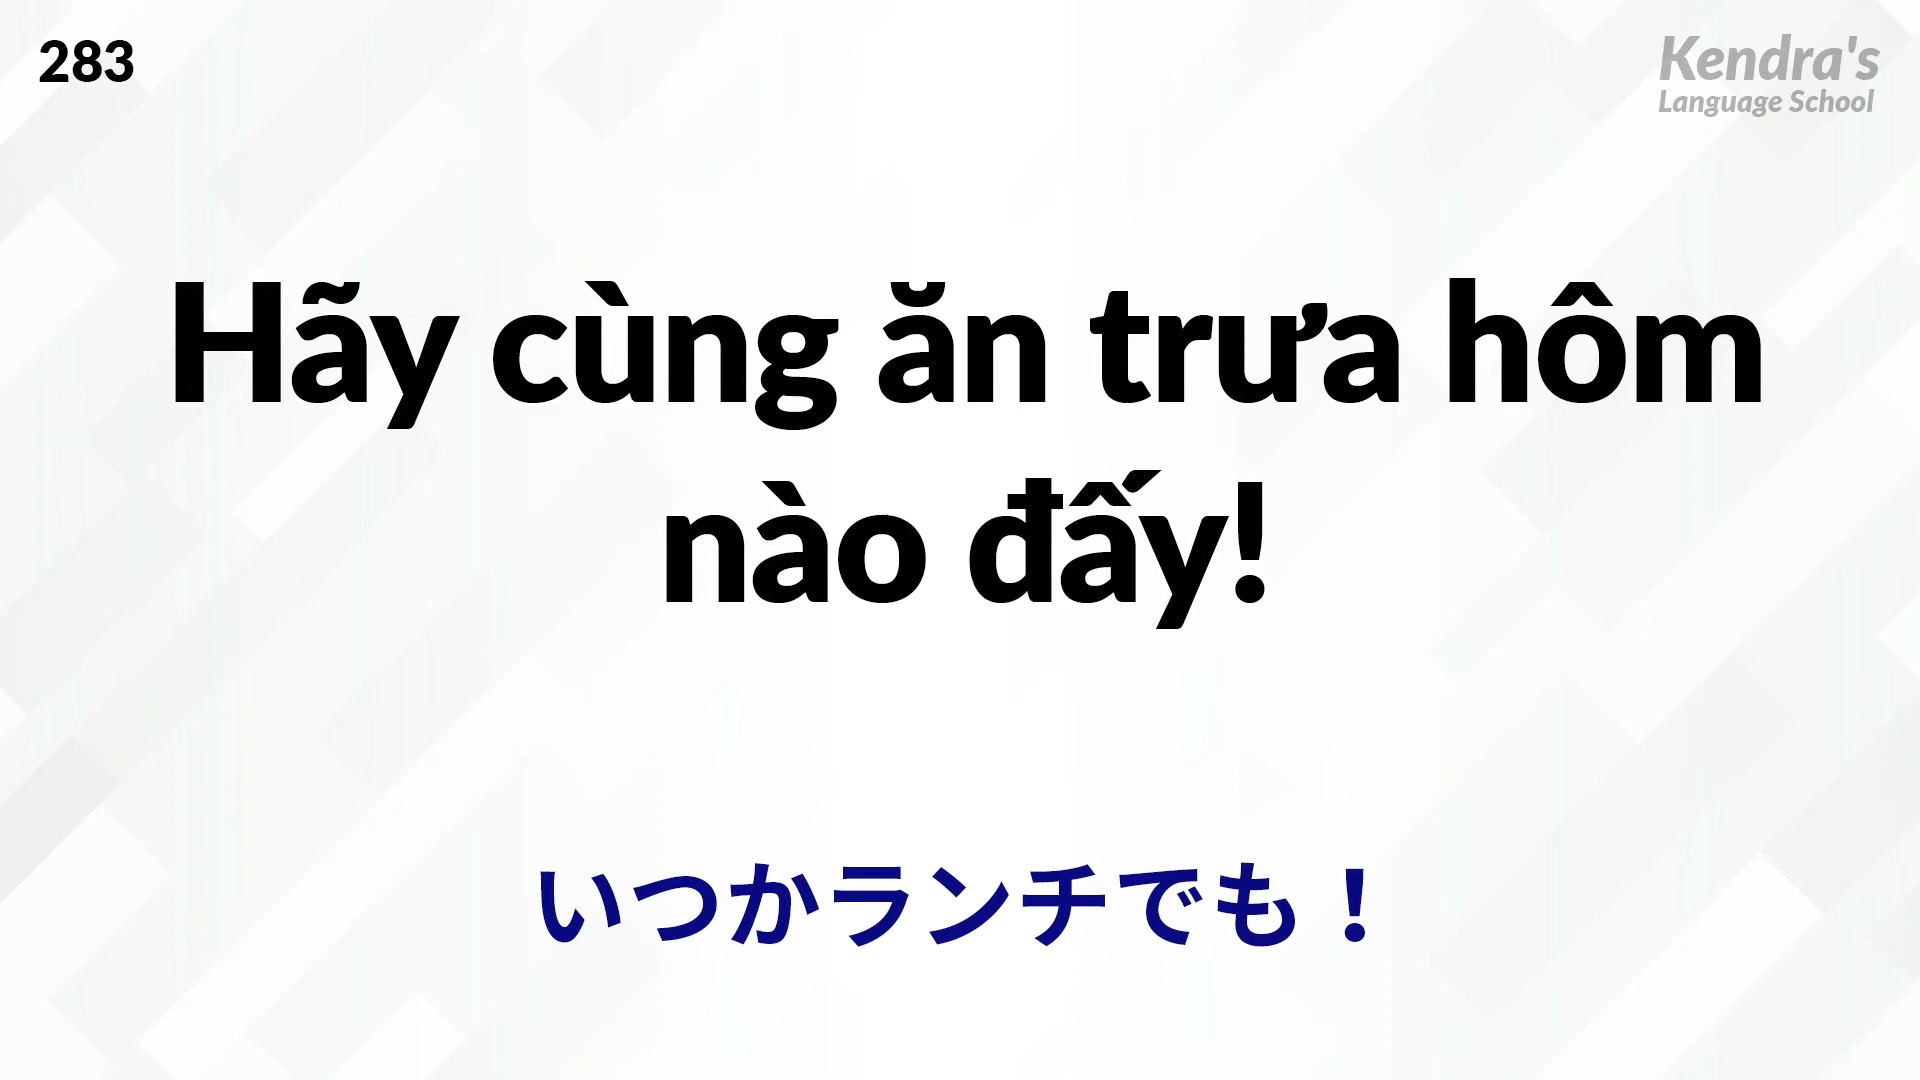 283
Kendra's
Language School
Hãy cùng ăn trưa hôm
nào đấy!
いつかランチでも！